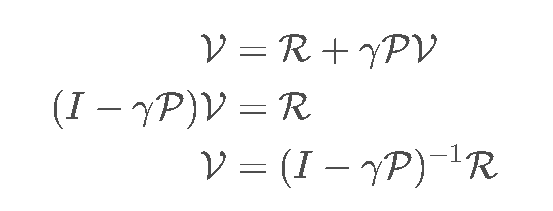 𝒱 = ℛ + γ𝒫𝒱
(I − γ𝒫)𝒱 = ℛ
𝒱 = (I − γ𝒫)⁻¹ℛ